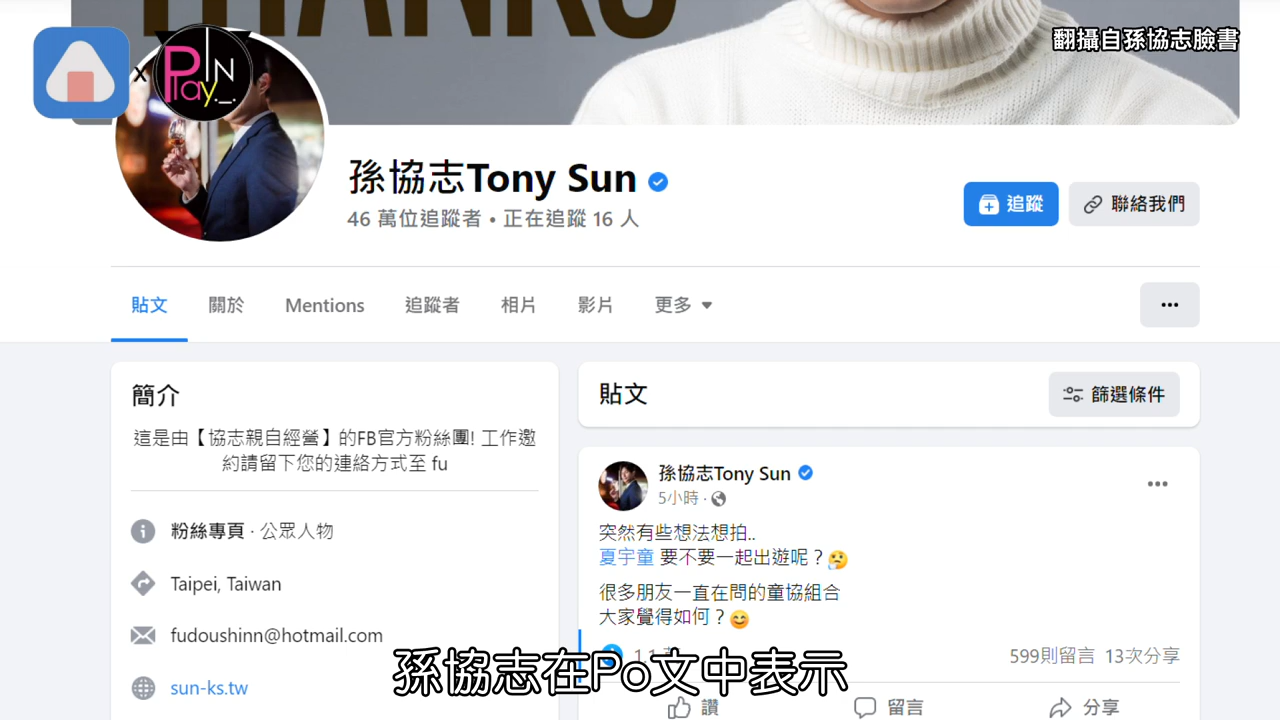 THANKS
翻攝自孫協志臉書
x
PLAY IN
孫協志Tony Sun
46 萬位追蹤者 • 正在追蹤 16 人
追蹤
聯絡我們
貼文
關於
Mentions
追蹤者
相片
影片
更多
簡介
這是由【協志親自經營】的FB官方粉絲團! 工作邀
約請留下您的連絡方式至 fu
粉絲專頁 · 公眾人物
Taipei, Taiwan
fudoushinn@hotmail.com
sun-ks.tw
貼文
篩選條件
孫協志Tony Sun
5小時 ·
突然有些想法想拍..
夏宇童 要不要一起出遊呢？🤔
很多朋友一直在問的童協組合
大家覺得如何？😊
599則留言 13次分享
孫協志在Po文中表示
讚
留言
分享